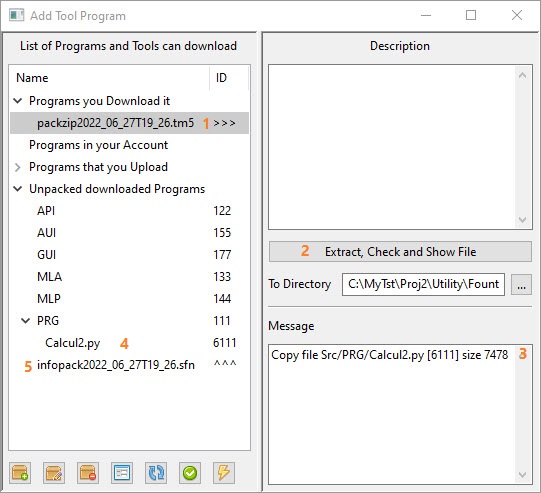 Add Tool Program
List of Programs and Tools can download
Name ID
Programs you Download it
packzip2022_06_27T19_26.tm5 1 >>>
Programs in your Account
Programs that you Upload
Unpacked downloaded Programs
API 122
AUI 155
GUI 177
MLA 133
MLP 144
PRG 111
Calcul2.py 4 6111
5 infopack2022_06_27T19_26.sfn ^^^
Description
2 Extract, Check and Show File
To Directory C:\MyTst\Proj2\Utility\Fount ...
Message
Copy file Src/PRG/Calcul2.py [6111] size 7478 3